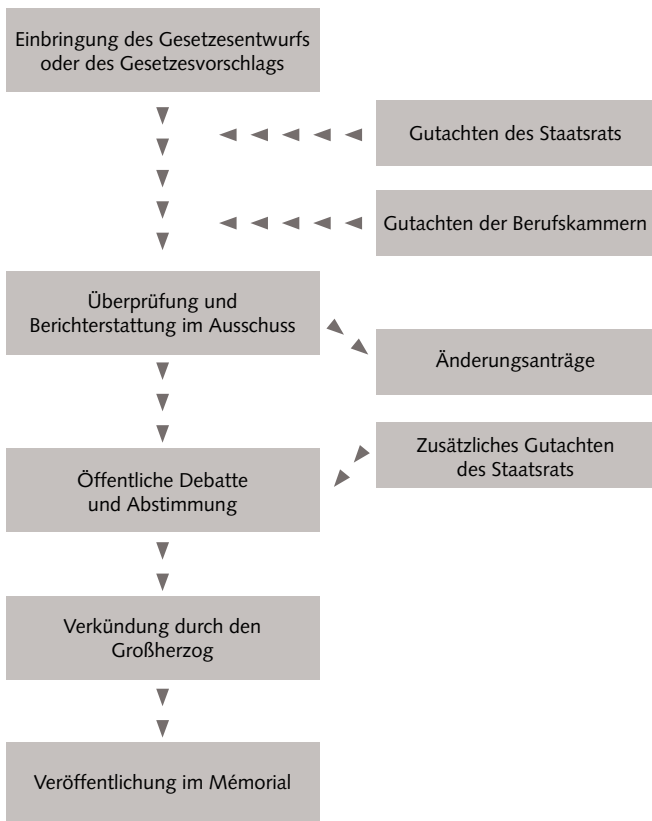 Einbringung des Gesetzesentwurfs
oder des Gesetzesvorschlags
Gutachten des Staatsrats
Gutachten der Berufskammern
Überprüfung und
Berichterstattung im Ausschuss
Änderungsanträge
Zusätzliches Gutachten
des Staatsrats
Öffentliche Debatte
und Abstimmung
Verkündung durch den
Großherzog
Veröffentlichung im Mémorial